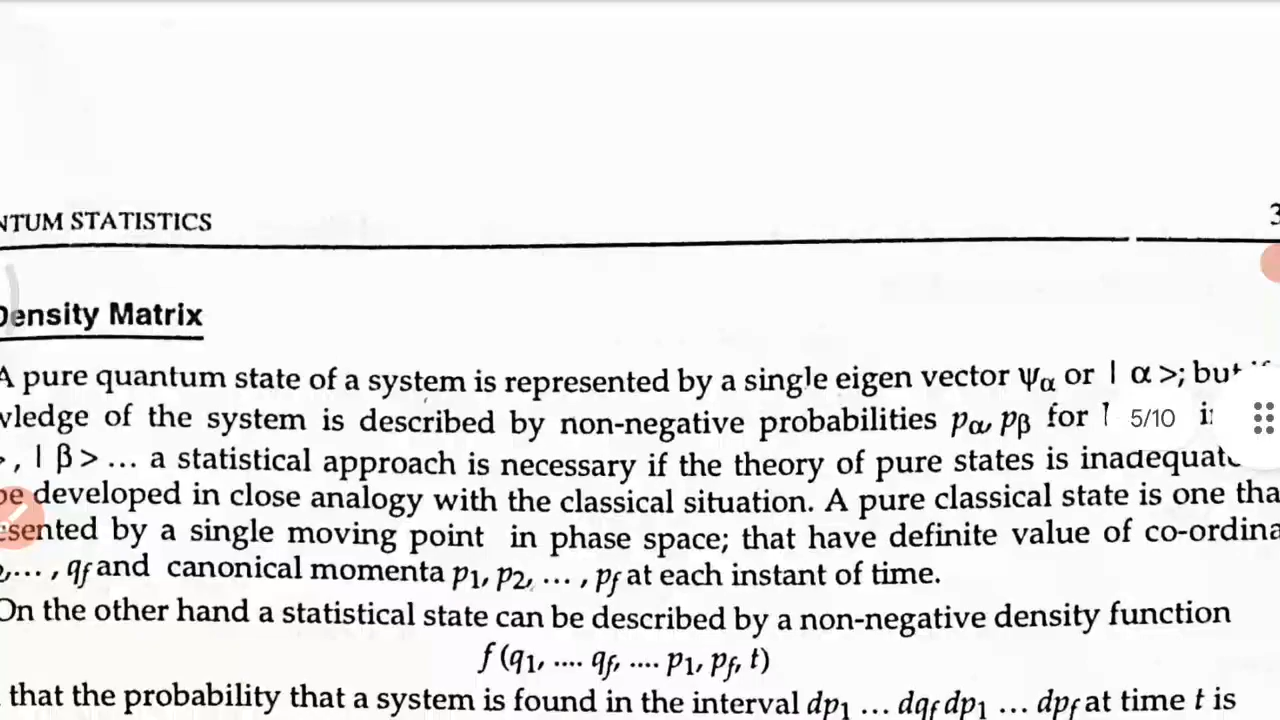 NTUM STATISTICS 3
Density Matrix
A pure quantum state of a system is represented by a single eigen vector ψα or | α >; but
wledge of the system is described by non-negative probabilities pα, pβ for 5/10
>, | β > ... a statistical approach is necessary if the theory of pure states is inadequate
be developed in close analogy with the classical situation. A pure classical state is one tha
esented by a single moving point in phase space; that have definite value of co-ordina
2, ... , qf and canonical momenta p1, p2, ... , pf at each instant of time.
On the other hand a statistical state can be described by a non-negative density function
f (q1, .... qf, .... p1, pf, t)
that the probability that a system is found in the interval dp1 ... dqf dp1 ... dpf at time t is